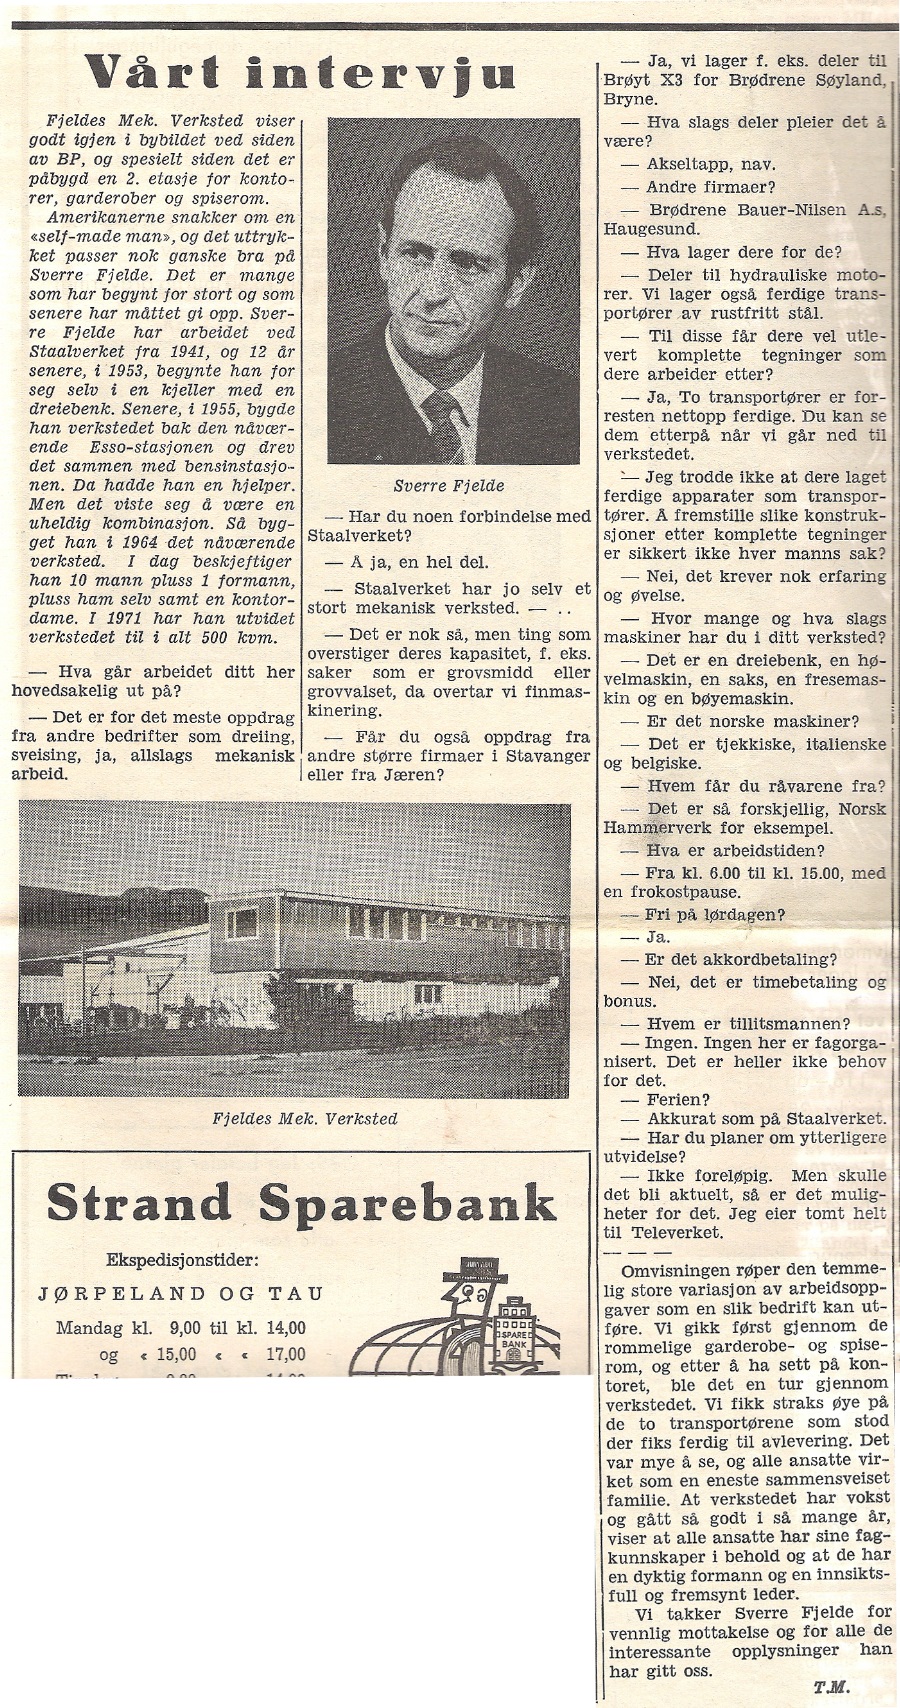 Vårt intervju
Fjeldes Mek. Verksted viser
godt igjen i bybildet ved siden
av BP, og spesielt siden det er
påbygd en 2. etasje for konto-
rer, garderober og spiserom.
Amerikanerne snakker om en
«self-made man», og det uttryk-
ket passer nok ganske bra på
Sverre Fjelde. Det er mange
som har begynt for stort og som
senere har måttet gi opp. Sver-
re Fjelde har arbeidet ved
Staalverket fra 1941, og 12 år
senere, i 1953, begynte han for
seg selv i en kjeller med en
dreiebenk. Senere, i 1955, bygde
han verkstedet bak den nåvær-
ende Esso-stasjonen og drev
det sammen med bensinstasjo-
nen. Da hadde han en hjelper.
Men det viste seg å være en
uheldig kombinasjon. Så byg-
get han i 1964 det nåværende
verksted. I dag beskjeftiger
han 10 mann pluss 1 formann,
pluss ham selv samt en kontor-
dame. I 1971 har han utvidet
verkstedet til i alt 500 kvm.
— Hva går arbeidet ditt her
hovedsakelig ut på?
— Det er for det meste oppdrag
fra andre bedrifter som dreiing,
sveising, ja, allslags mekanisk
arbeid.
Sverre Fjelde
— Har du noen forbindelse med
Staalverket?
— Å ja, en hel del.
— Staalverket har jo selv et
stort mekanisk verksted. — ..
— Det er nok så, men ting som
overstiger deres kapasitet, f. eks.
saker som er grovsmidd eller
grovvalset, da overtar vi finmas-
kinering.
— Får du også oppdrag fra
andre større firmaer i Stavanger
eller fra Jæren?
Fjeldes Mek. Verksted
Strand Sparebank
Ekspedisjonstider:
JØRPELAND OG TAU
Mandag kl. 9,00 til kl. 14,00
og « 15,00 « « 17,00
SPARE
BANK
— Ja, vi lager f. eks. deler til
Brøyt X3 for Brødrene Søyland,
Bryne.
— Hva slags deler pleier det å
være?
— Akseltapp, nav.
— Andre firmaer?
— Brødrene Bauer-Nilsen A.s,
Haugesund.
— Hva lager dere for de?
— Deler til hydrauliske moto-
rer. Vi lager også ferdige trans-
portører av rustfritt stål.
— Til disse får dere vel utle-
vert komplette tegninger som
dere arbeider etter?
— Ja, To transportører er for-
resten nettopp ferdige. Du kan se
dem etterpå når vi går ned til
verkstedet.
— Jeg trodde ikke at dere laget
ferdige apparater som transpor-
tører. Å fremstille slike konstruk-
sjoner etter komplette tegninger
er sikkert ikke hver manns sak?
— Nei, det krever nok erfaring
og øvelse.
— Hvor mange og hva slags
maskiner har du i ditt verksted?
— Det er en dreiebenk, en hø-
velmaskin, en saks, en fresemas-
kin og en bøyemaskin.
— Er det norske maskiner?
— Det er tjekkiske, italienske
og belgiske.
— Hvem får du råvarene fra?
— Det er så forskjellig, Norsk
Hammerverk for eksempel.
— Hva er arbeidstiden?
— Fra kl. 6.00 til kl. 15.00, med
en frokostpause.
— Fri på lørdagen?
— Ja.
— Er det akkordbetaling?
— Nei, det er timebetaling og
bonus.
— Hvem er tillitsmannen?
— Ingen. Ingen her er fagorga-
nisert. Det er heller ikke behov
for det.
— Ferien?
— Akkurat som på Staalverket.
— Har du planer om ytterligere
utvidelse?
— Ikke foreløpig. Men skulle
det bli aktuelt, så er det mulig-
heter for det. Jeg eier tomt helt
til Televerket.
— — —
Omvisningen røper den temme-
lig store variasjon av arbeidsopp-
gaver som en slik bedrift kan ut-
føre. Vi gikk først gjennom de
rommelige garderobe- og spise-
rom, og etter å ha sett på kon-
toret, ble det en tur gjennom
verkstedet. Vi fikk straks øye på
de to transportørene som stod
der fiks ferdig til avlevering. Det
var mye å se, og alle ansatte vir-
ket som en eneste sammensveiset
familie. At verkstedet har vokst
og gått så godt i så mange år,
viser at alle ansatte har sine fag-
kunnskaper i behold og at de har
en dyktig formann og en innsikts-
full og fremsynt leder.
Vi takker Sverre Fjelde for
vennlig mottakelse og for alle de
interessante opplysninger han
har gitt oss.
T.M.